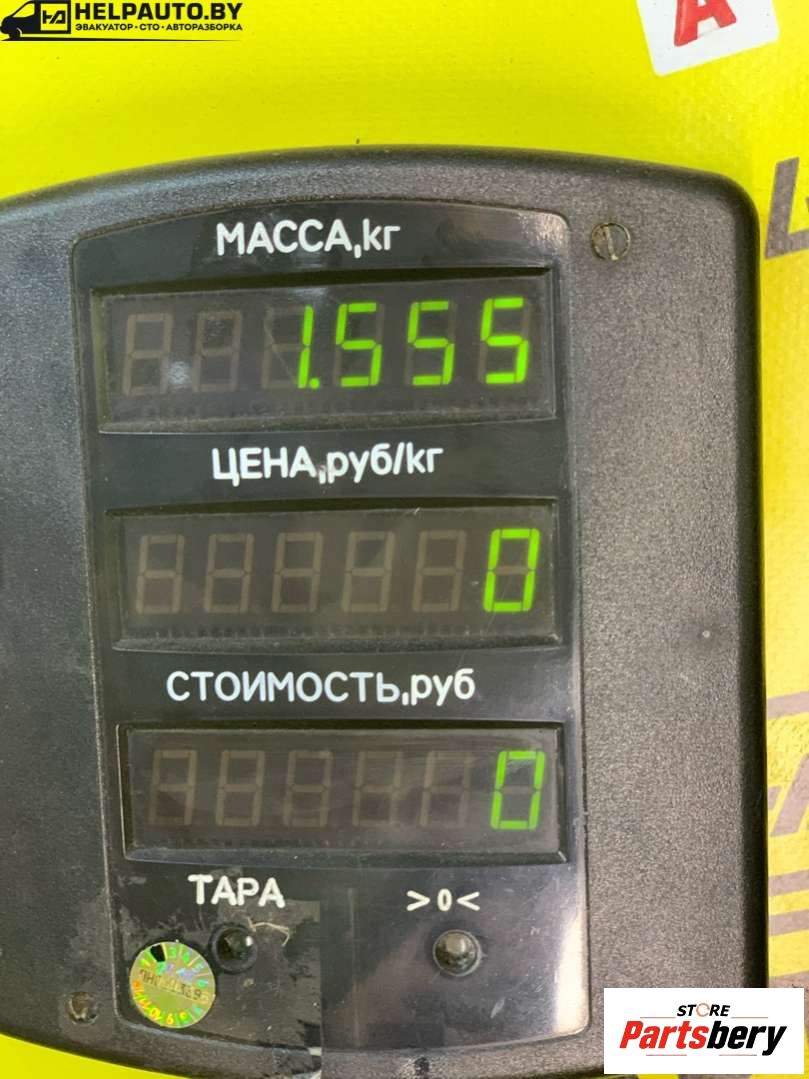 HELPAUTO.BY
ЭВАКУАТОР • СТО • АВТОРАЗБОРКА
A
МАССА,кг
1.555
ЦЕНА,руб/кг
0
СТОИМОСТЬ,руб
0
ТАРА >0<
STORE
Partsbery